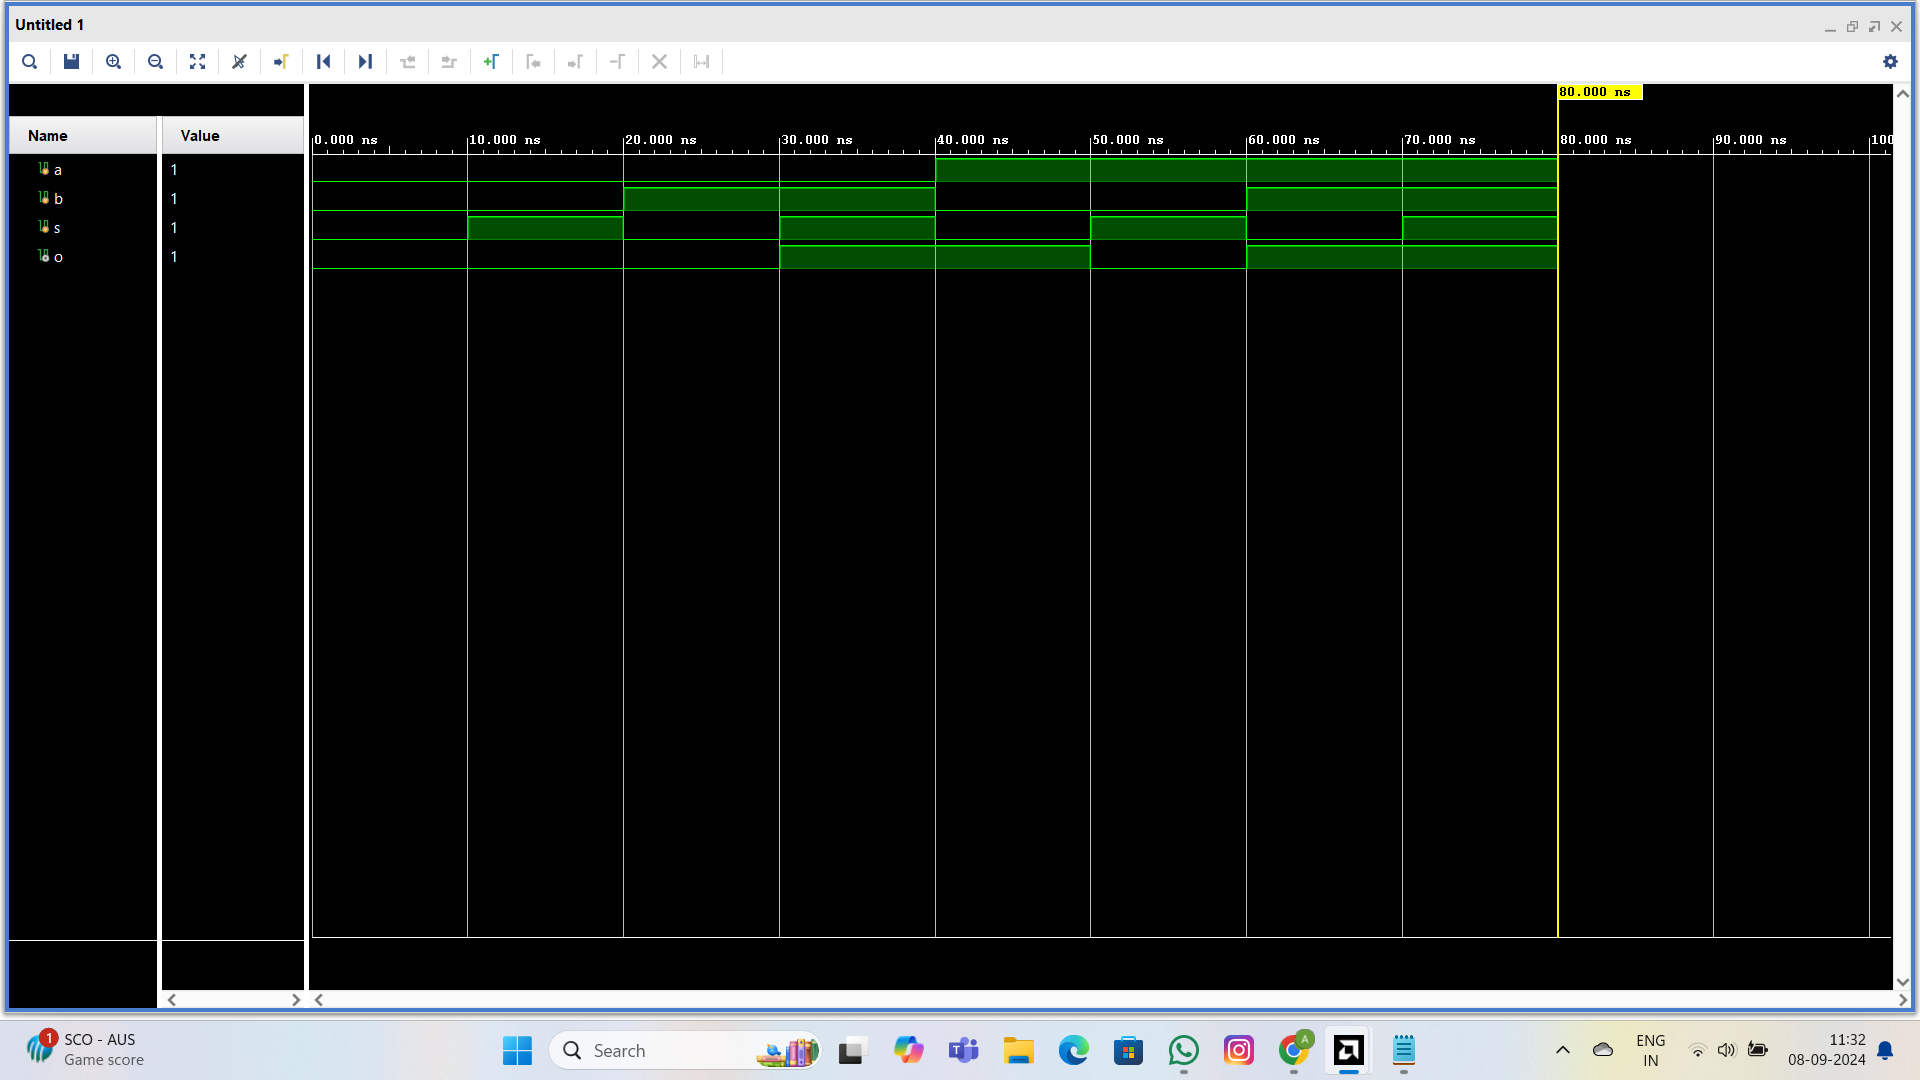 Untitled 1
80.000 ns
Name Value
0.000 ns 10.000 ns 20.000 ns 30.000 ns 40.000 ns 50.000 ns 60.000 ns 70.000 ns 80.000 ns 90.000 ns 100
a 1
b 1
s 1
o 1
1 SCO - AUS
Game score
Search
A
ENG
IN
11:32
08-09-2024